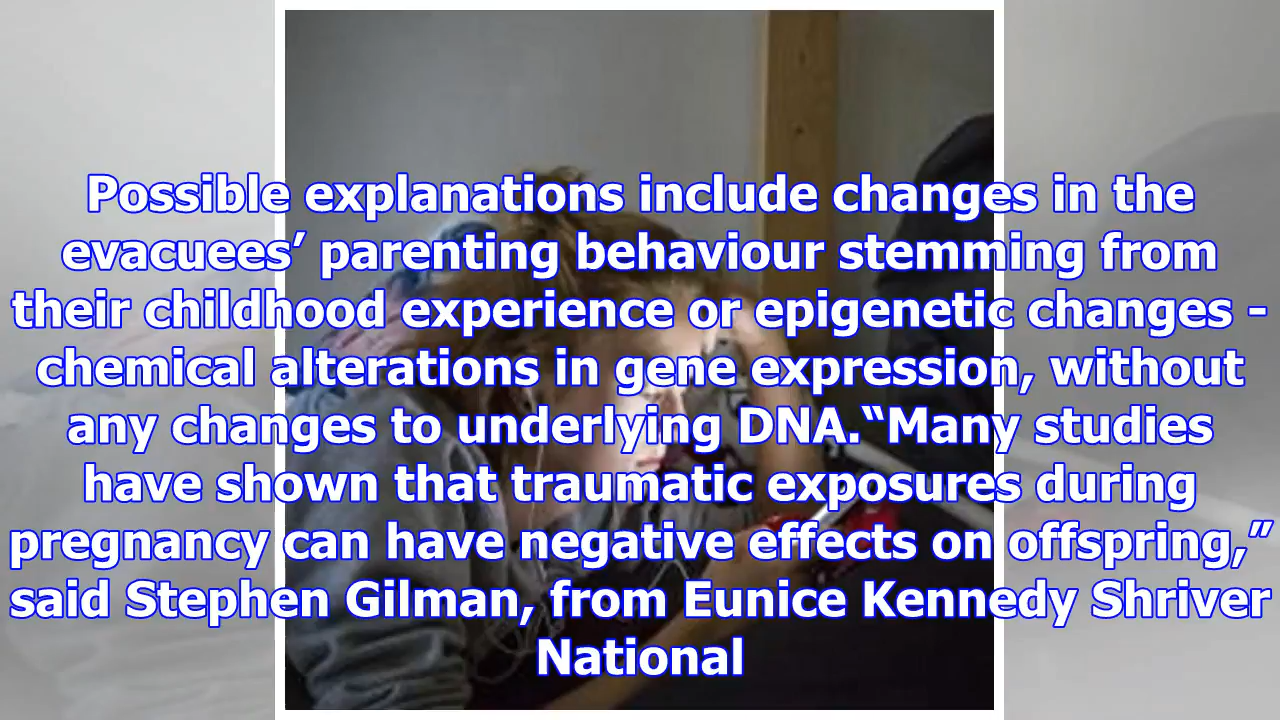 Possible explanations include changes in the
evacuees’ parenting behaviour stemming from
their childhood experience or epigenetic changes -
chemical alterations in gene expression, without
any changes to underlying DNA.“Many studies
have shown that traumatic exposures during
pregnancy can have negative effects on offspring,”
said Stephen Gilman, from Eunice Kennedy Shriver
National